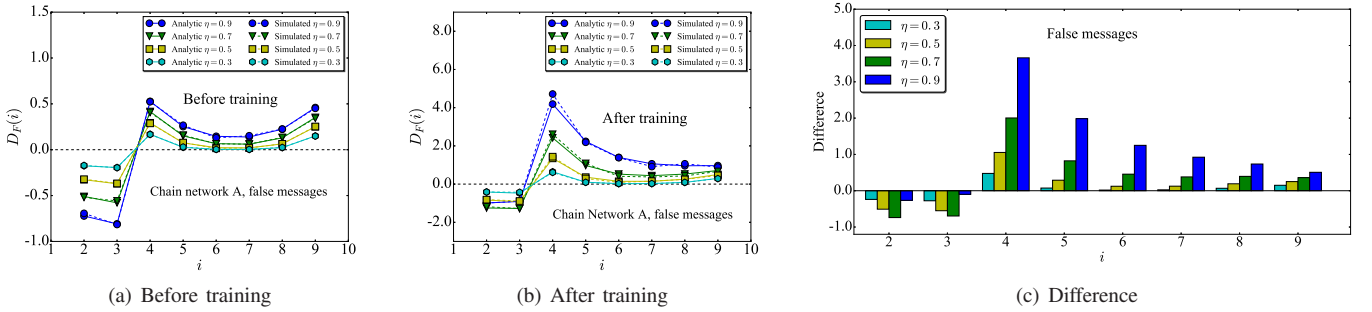 1.5
1.0
0.5
0.0
-0.5
-1.0
D_F(i)
Analytic η = 0.9 Simulated η = 0.9
Analytic η = 0.7 Simulated η = 0.7
Analytic η = 0.5 Simulated η = 0.5
Analytic η = 0.3 Simulated η = 0.3
Before training
Chain network A, false messages
1 2 3 4 5 6 7 8 9 10
i
(a) Before training
8.0
6.0
4.0
2.0
0.0
-2.0
D_F(i)
Analytic η = 0.9 Simulated η = 0.9
Analytic η = 0.7 Simulated η = 0.7
Analytic η = 0.5 Simulated η = 0.5
Analytic η = 0.3 Simulated η = 0.3
After training
Chain Network A, false messages
1 2 3 4 5 6 7 8 9 10
i
(b) After training
5.0
4.0
3.0
2.0
1.0
0.0
-1.0
Difference
η = 0.3
η = 0.5
η = 0.7
η = 0.9
False messages
2 3 4 5 6 7 8 9
i
(c) Difference